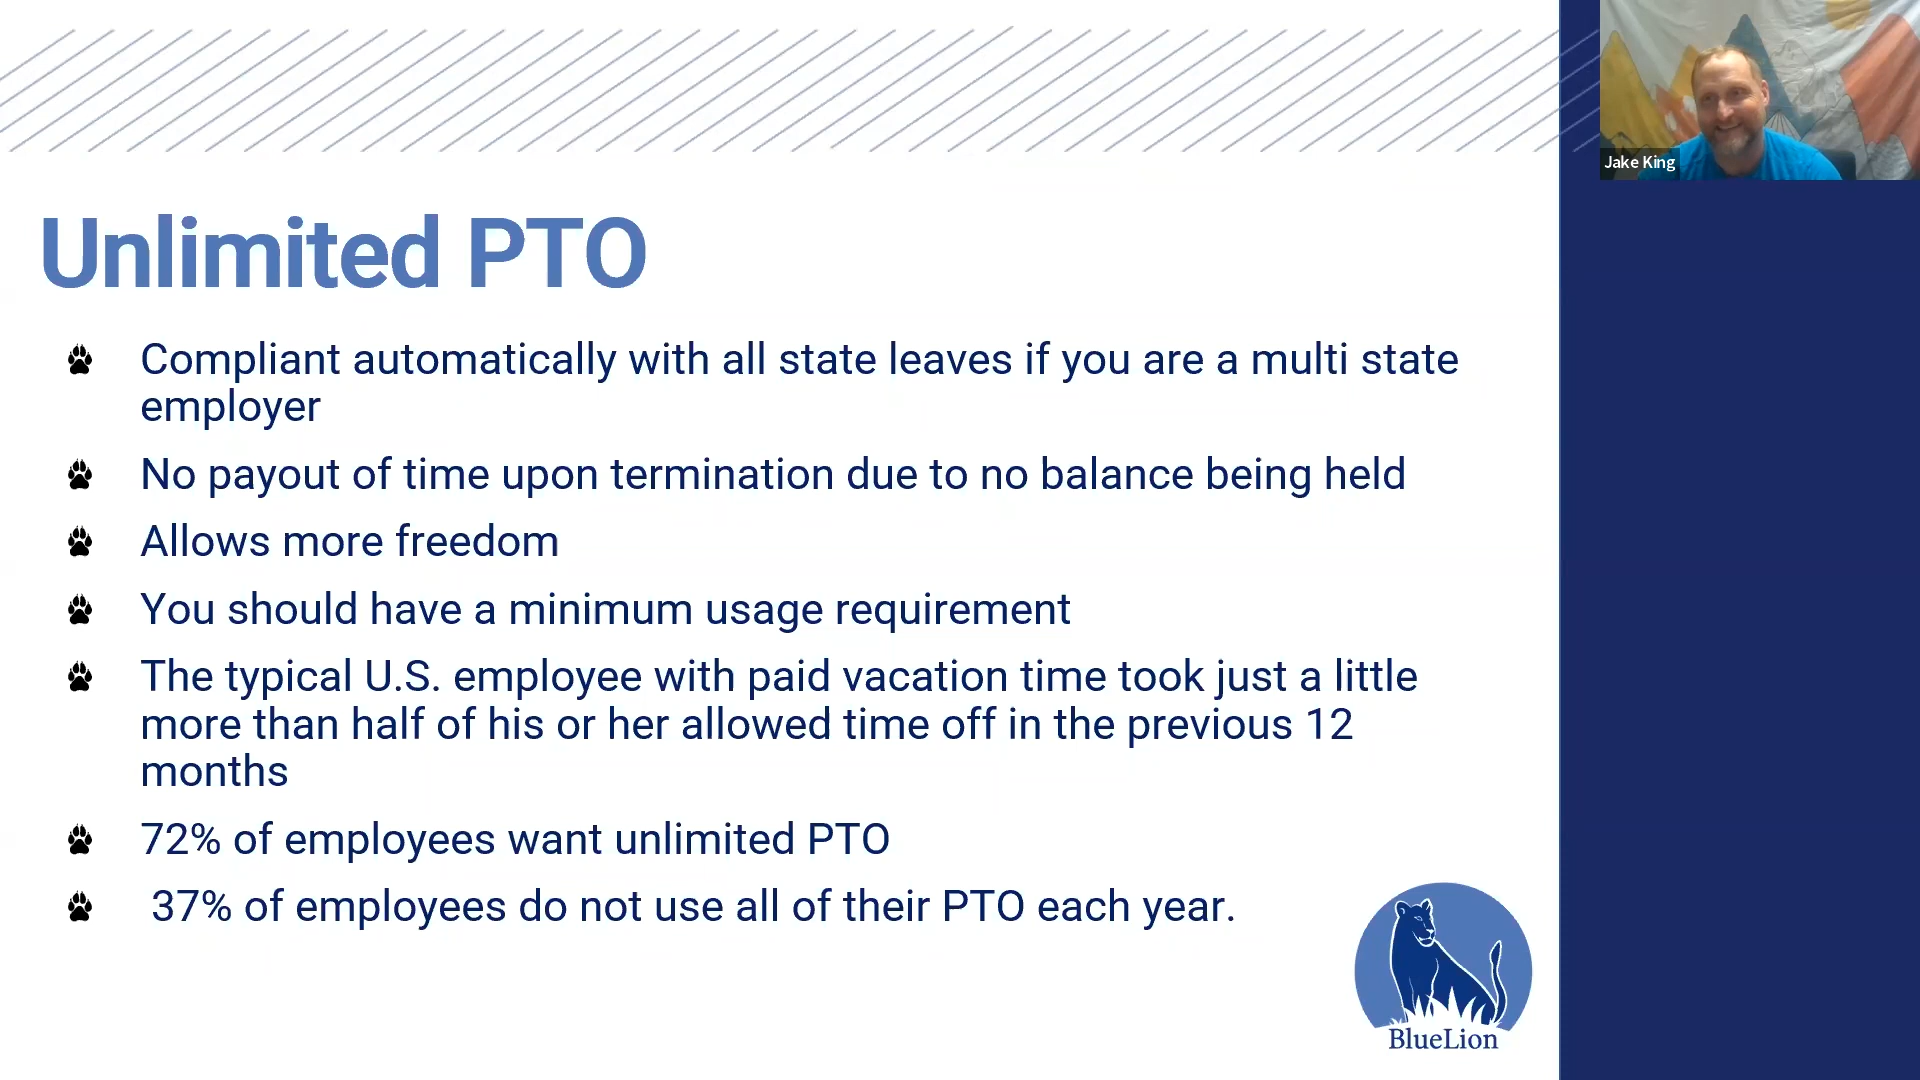 Jake King
Unlimited PTO
Compliant automatically with all state leaves if you are a multi state
employer
No payout of time upon termination due to no balance being held
Allows more freedom
You should have a minimum usage requirement
The typical U.S. employee with paid vacation time took just a little
more than half of his or her allowed time off in the previous 12
months
72% of employees want unlimited PTO
37% of employees do not use all of their PTO each year.
BlueLion